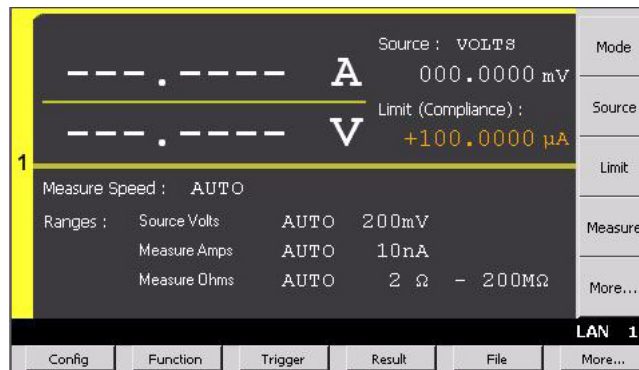 ---.---- A
Source : VOLTS
000.0000 mV
---.---- V
Limit (Compliance) :
+100.0000 µA
1
Measure Speed : AUTO
Ranges : Source Volts AUTO 200mV
Measure Amps AUTO 10nA
Measure Ohms AUTO 2 Ω - 200MΩ
Mode
Source
Limit
Measure
More...
LAN 1
Config Function Trigger Result File More...